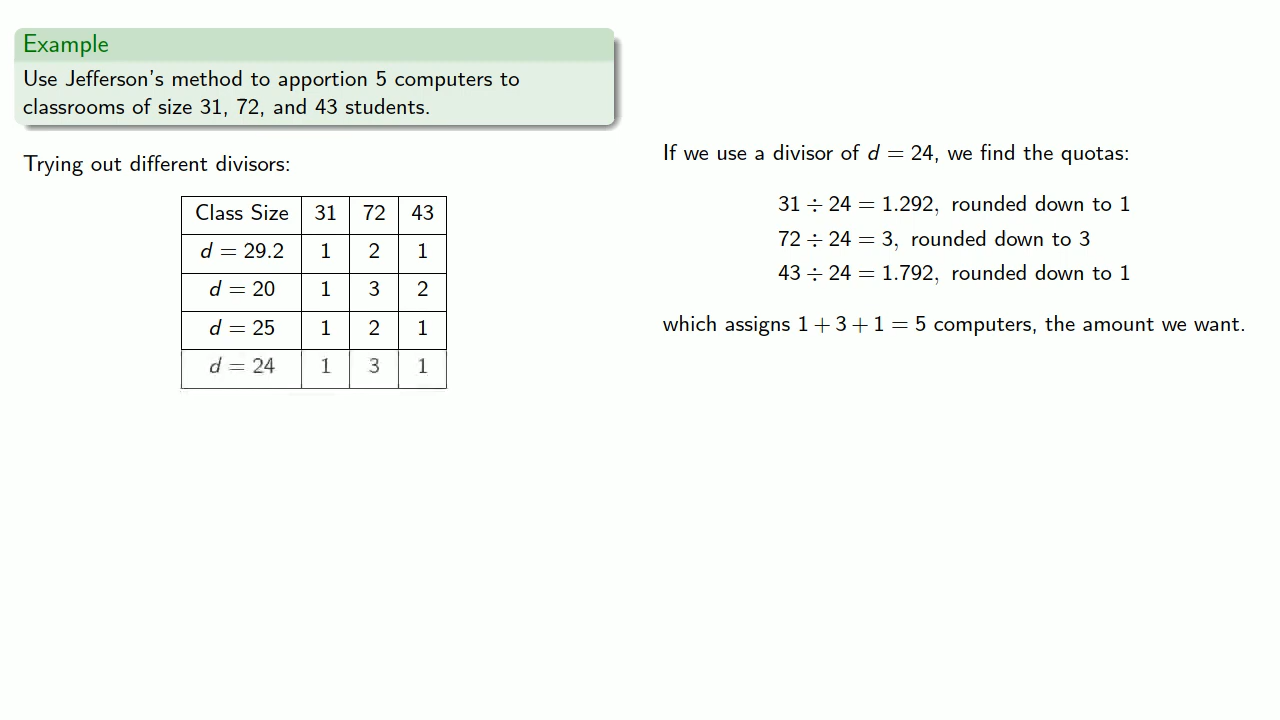 Example
Use Jefferson's method to apportion 5 computers to
classrooms of size 31, 72, and 43 students.
Trying out different divisors:
Class Size 31 72 43
d = 29.2 1 2 1
d = 20 1 3 2
d = 25 1 2 1
d = 24 1 3 1
If we use a divisor of d = 24, we find the quotas:
31 ÷ 24 = 1.292, rounded down to 1
72 ÷ 24 = 3, rounded down to 3
43 ÷ 24 = 1.792, rounded down to 1
which assigns 1 + 3 + 1 = 5 computers, the amount we want.